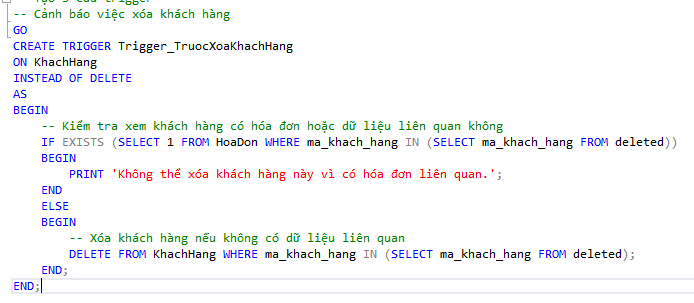 -- Cảnh báo việc xóa khách hàng
GO
CREATE TRIGGER Trigger_TruocXoaKhachHang
ON KhachHang
INSTEAD OF DELETE
AS
BEGIN
    -- Kiểm tra xem khách hàng có hóa đơn hoặc dữ liệu liên quan không
    IF EXISTS (SELECT 1 FROM HoaDon WHERE ma_khach_hang IN (SELECT ma_khach_hang FROM deleted))
    BEGIN
        PRINT 'Không thể xóa khách hàng này vì có hóa đơn liên quan.';
    END
    ELSE
    BEGIN
        -- Xóa khách hàng nếu không có dữ liệu liên quan
        DELETE FROM KhachHang WHERE ma_khach_hang IN (SELECT ma_khach_hang FROM deleted);
    END;
END;